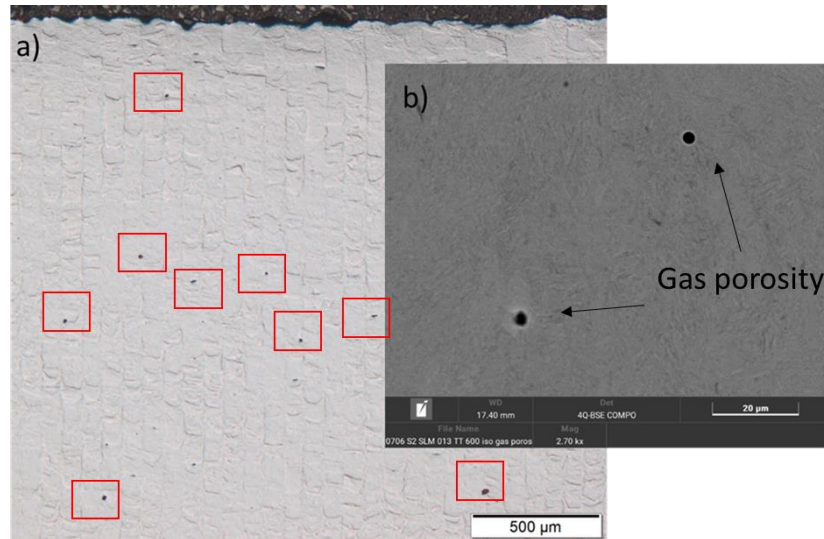 a)
b)
Gas porosity
WD
Det
17.40 mm
4Q-BSE COMPO
20 µm
File Name
Mag
0706 S2 SLM 013 TT 600 iso gas poros
2.70 kx
500 µm